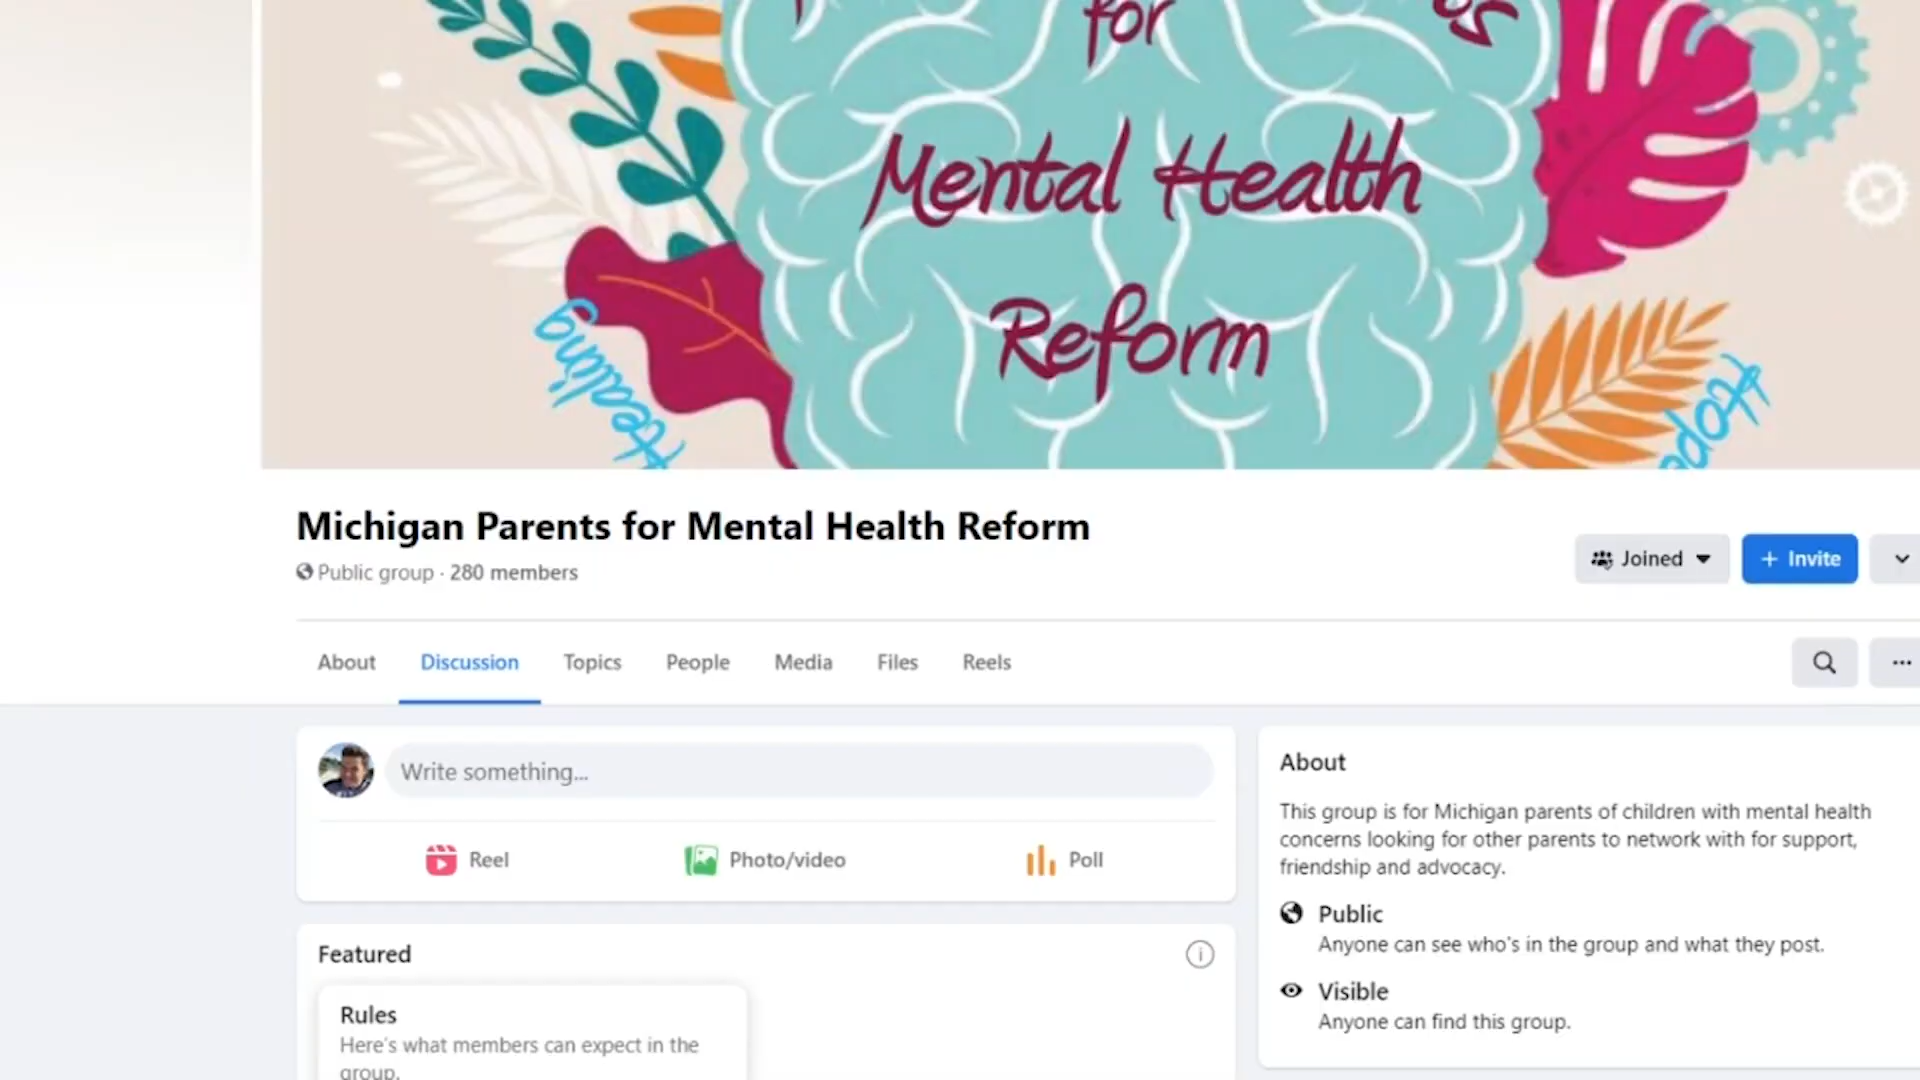 for
Mental Health
Reform
Healing
Hope
Michigan Parents for Mental Health Reform
Public group · 280 members
Joined
+ Invite
About
Discussion
Topics
People
Media
Files
Reels
Write something...
Reel
Photo/video
Poll
Featured
Rules
Here's what members can expect in the
group.
About
This group is for Michigan parents of children with mental health
concerns looking for other parents to network with for support,
friendship and advocacy.
Public
Anyone can see who's in the group and what they post.
Visible
Anyone can find this group.